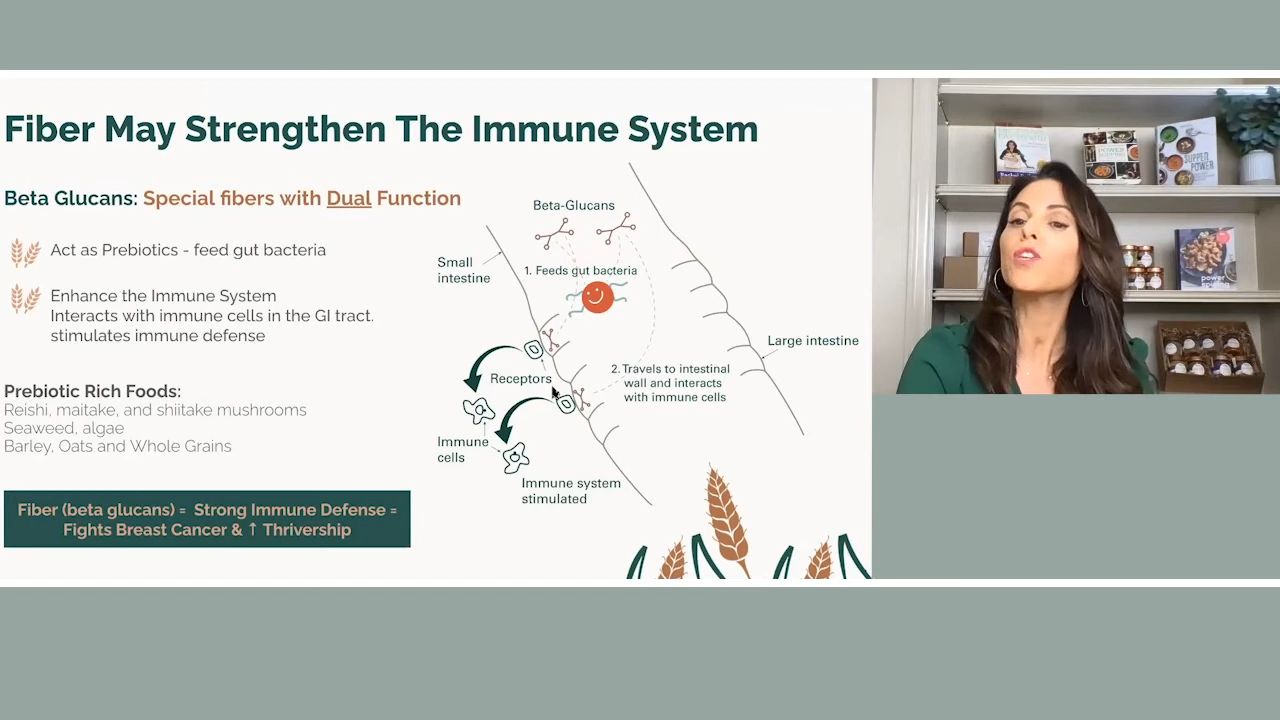 Fiber May Strengthen The Immune System
Beta Glucans: Special fibers with Dual Function
Act as Prebiotics - feed gut bacteria
Enhance the Immune System
Interacts with immune cells in the GI tract.
stimulates immune defense
Prebiotic Rich Foods:
Reishi, maitake, and shiitake mushrooms
Seaweed, algae
Barley, Oats and Whole Grains
Fiber (beta glucans) = Strong Immune Defense =
Fights Breast Cancer & ↑ Thrivership
Beta-Glucans
Small
intestine
1. Feeds gut bacteria
Large intestine
Receptors
2. Travels to intestinal
wall and interacts
with immune cells
Immune
cells
Immune system
stimulated
SUPPER
POWER
power
spicing